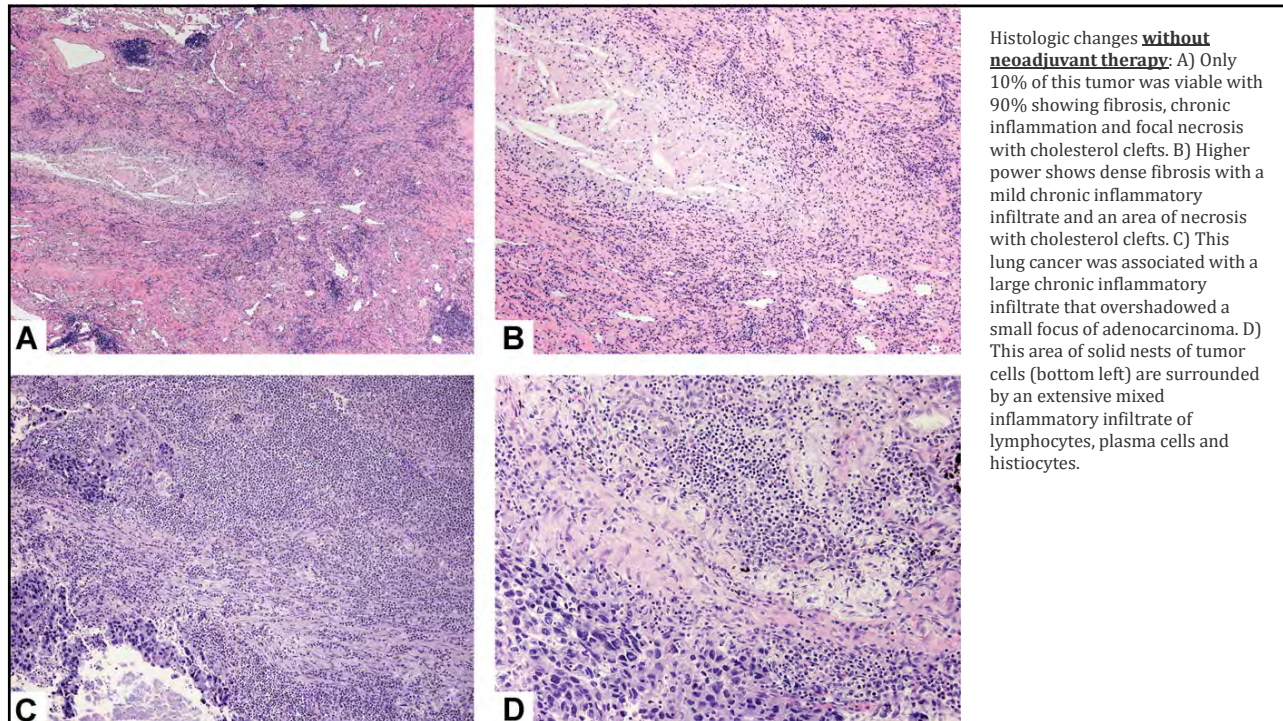 Histologic changes without
neoadjuvant therapy: A) Only
10% of this tumor was viable with
90% showing fibrosis, chronic
inflammation and focal necrosis
with cholesterol clefts. B) Higher
power shows dense fibrosis with a
mild chronic inflammatory
infiltrate and an area of necrosis
with cholesterol clefts. C) This
lung cancer was associated with a
large chronic inflammatory
infiltrate that overshadowed a
small focus of adenocarcinoma. D)
This area of solid nests of tumor
cells (bottom left) are surrounded
by an extensive mixed
inflammatory infiltrate of
lymphocytes, plasma cells and
histiocytes.
A
B
C
D